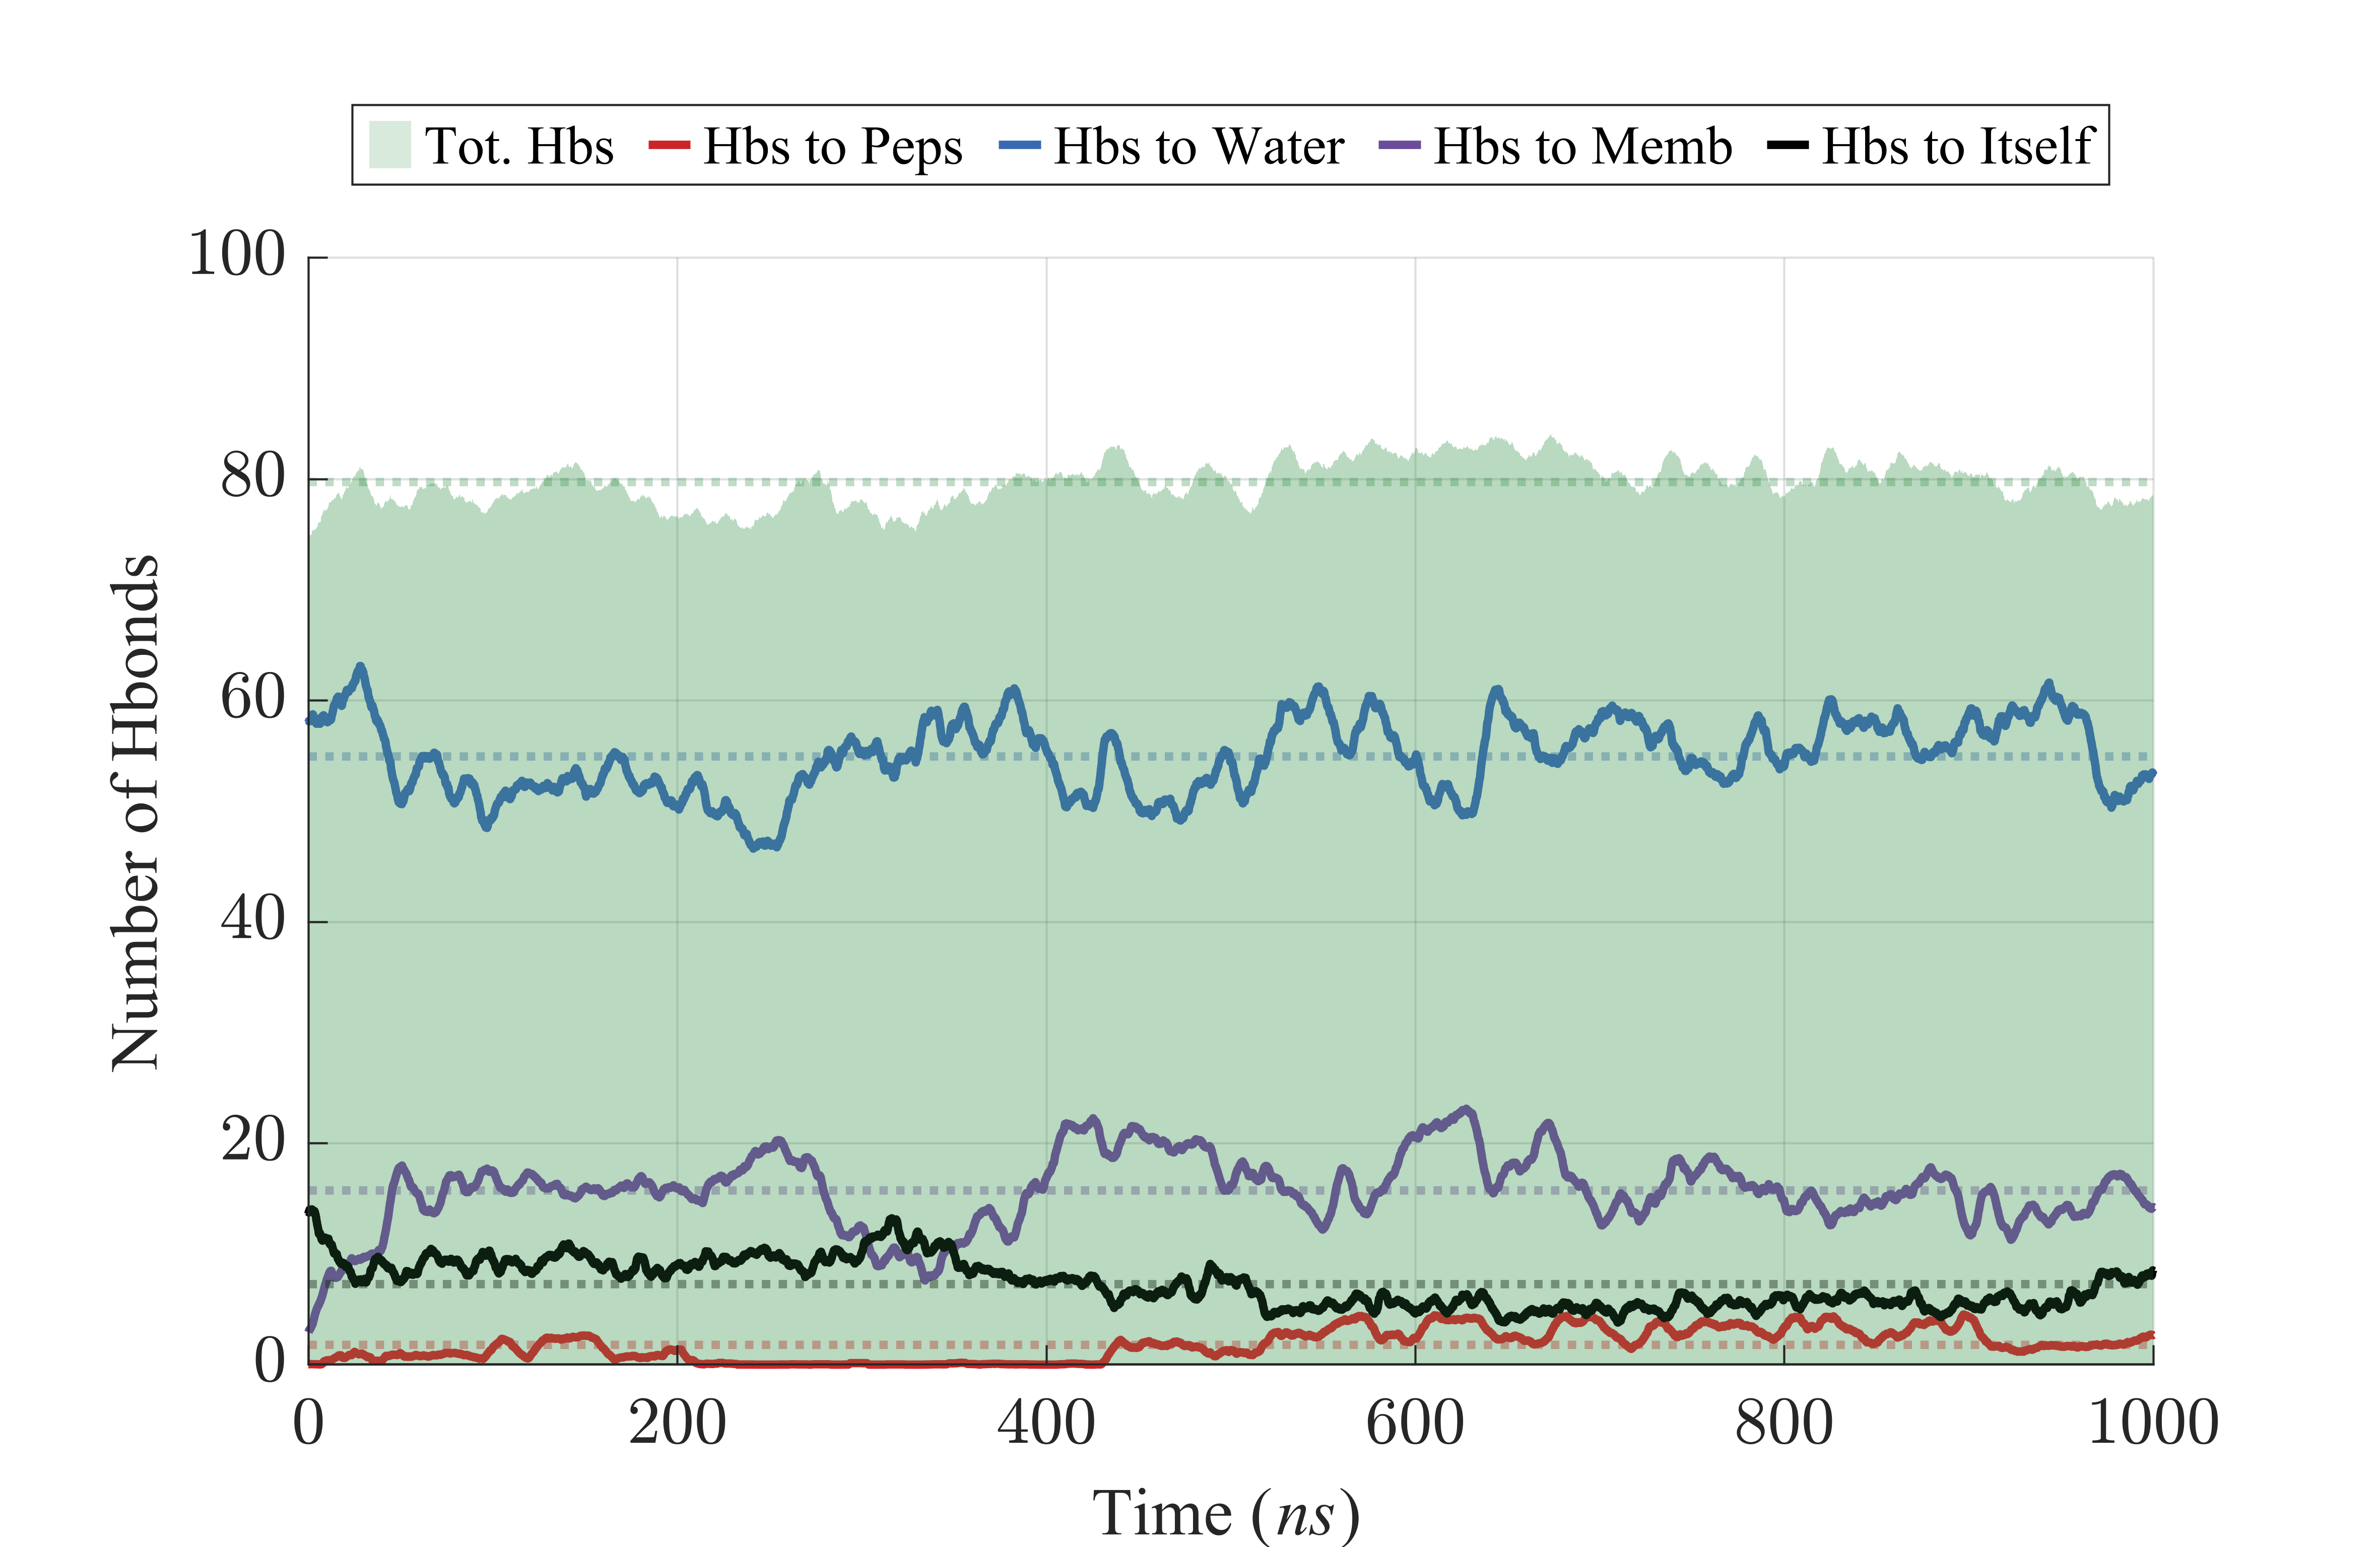 Tot. Hbs Hbs to Peps Hbs to Water Hbs to Memb Hbs to Itself
100
80
60
40
20
0
Number of Hbonds
0 200 400 600 800 1000
Time (ns)